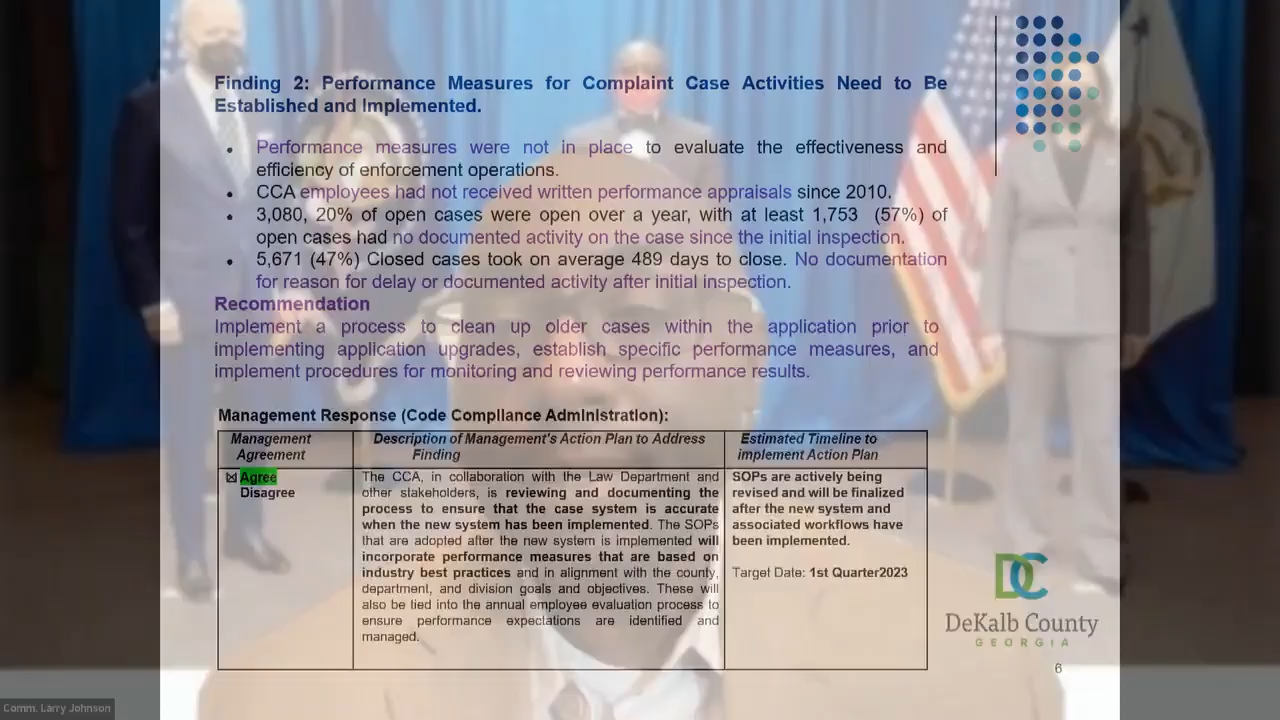 Finding 2: Performance Measures for Complaint Case Activities Need to Be
Established and Implemented.
• Performance measures were not in place to evaluate the effectiveness and
efficiency of enforcement operations.
• CCA employees had not received written performance appraisals since 2010.
• 3,080, 20% of open cases were open over a year, with at least 1,753 (57%) of
open cases had no documented activity on the case since the initial inspection.
• 5,671 (47%) Closed cases took on average 489 days to close. No documentation
for reason for delay or documented activity after initial inspection.
Recommendation
Implement a process to clean up older cases within the application prior to
implementing application upgrades, establish specific performance measures, and
implement procedures for monitoring and reviewing performance results.
Management Response (Code Compliance Administration):
Management
Agreement
Description of Management's Action Plan to Address
Finding
Estimated Timeline to
implement Action Plan
☒ Agree
Disagree
The CCA, in collaboration with the Law Department and
other stakeholders, is reviewing and documenting the
process to ensure that the case system is accurate
when the new system has been implemented. The SOPs
that are adopted after the new system is implemented will
incorporate performance measures that are based on
industry best practices and in alignment with the county,
department, and division goals and objectives. These will
also be tied into the annual employee evaluation process to
ensure performance expectations are identified and
managed.
SOPs are actively being
revised and will be finalized
after the new system and
associated workflows have
been implemented.
Target Date: 1st Quarter2023
DC
DeKalb County
GEORGIA
6
Comm. Larry Johnson